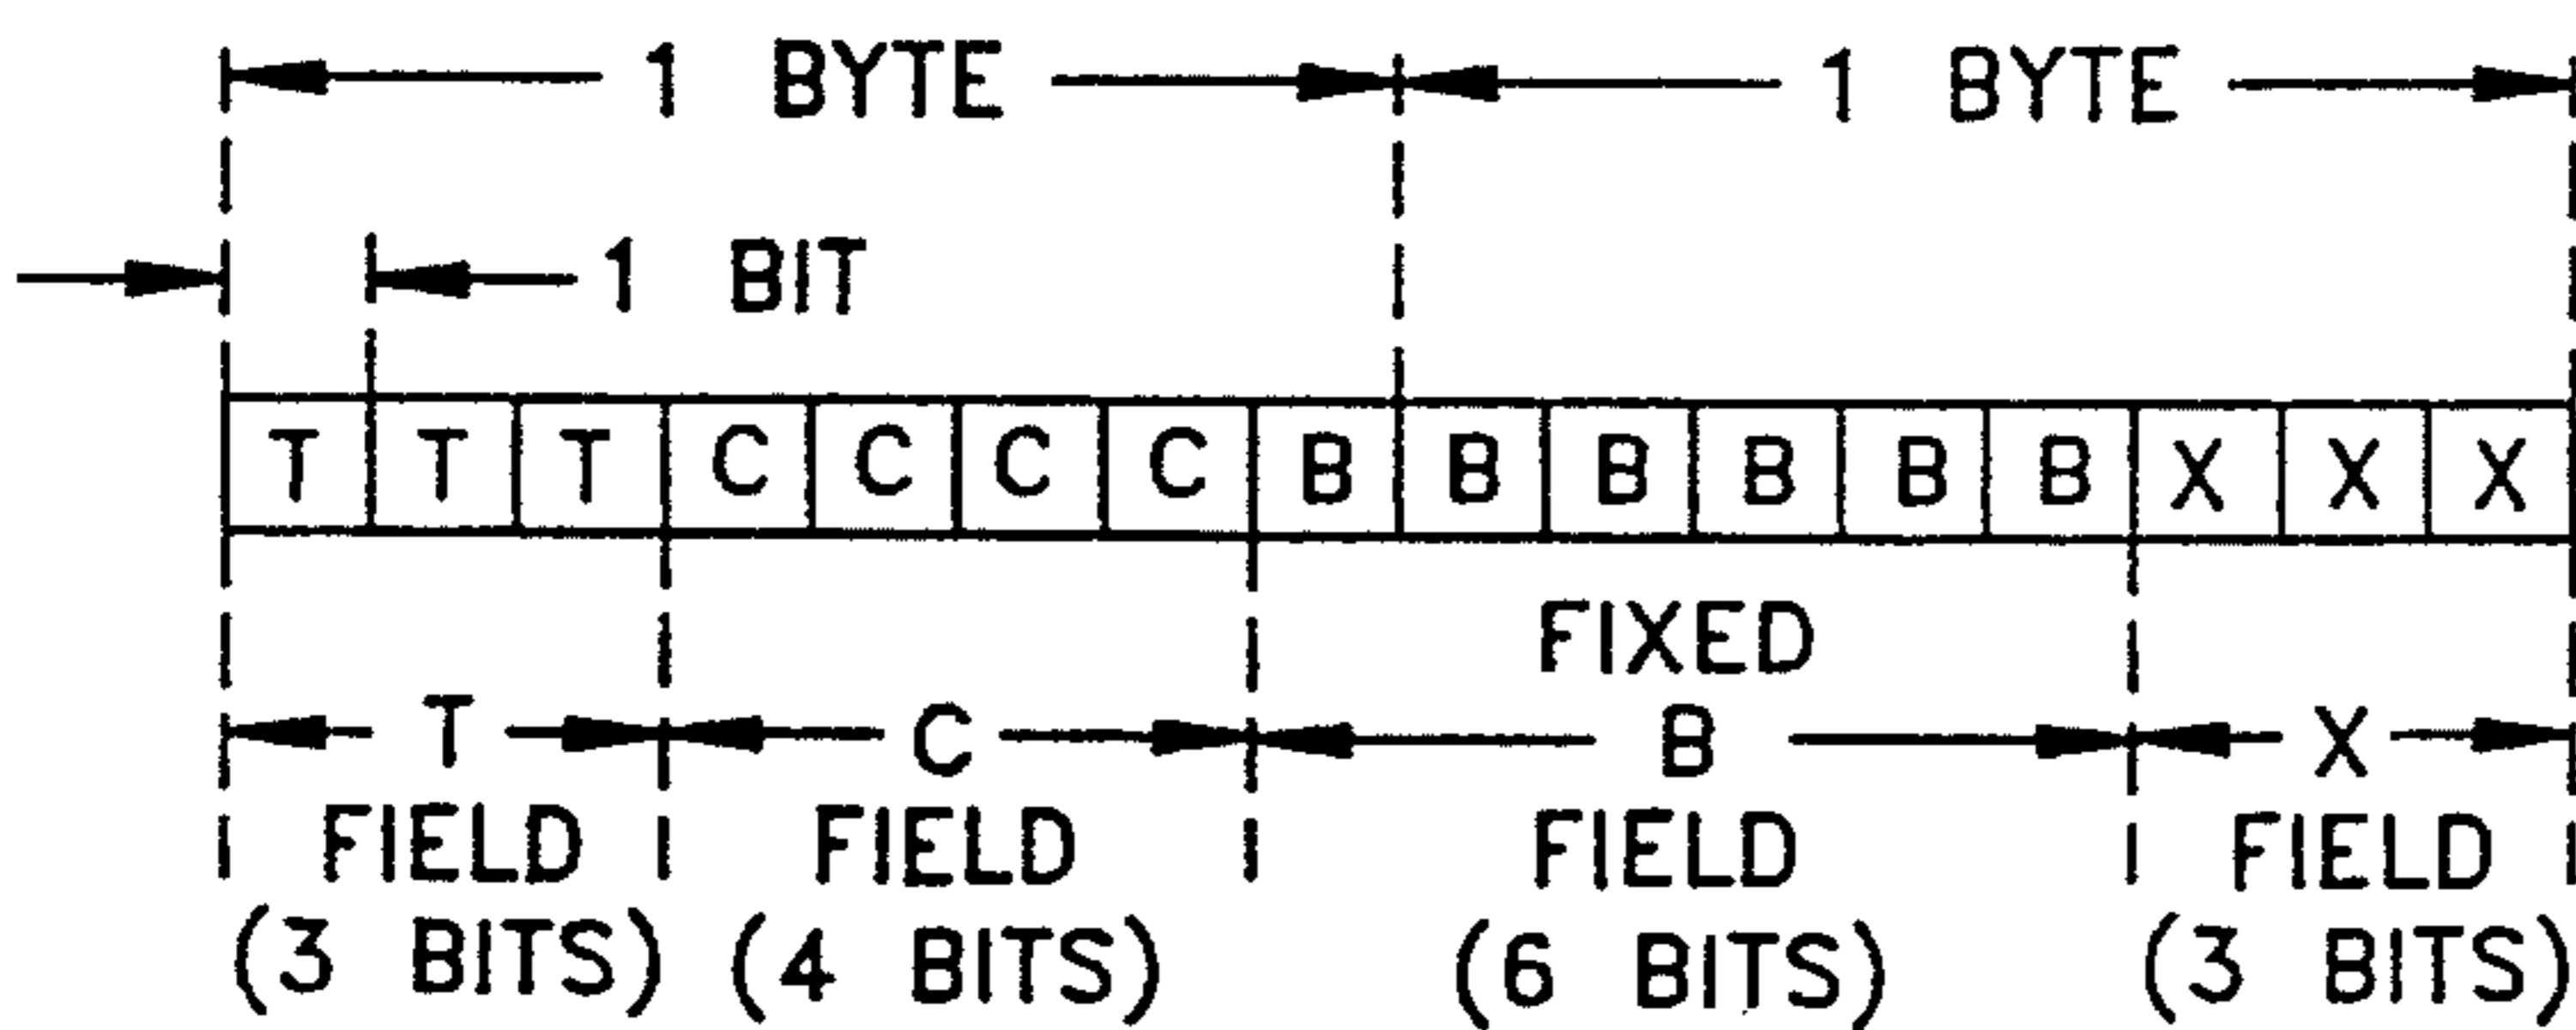 1 BYTE 1 BYTE
1 BIT
T T T C C C C B B B B B B X X X
FIXED
T C B X
FIELD FIELD FIELD FIELD
(3 BITS) (4 BITS) (6 BITS) (3 BITS)